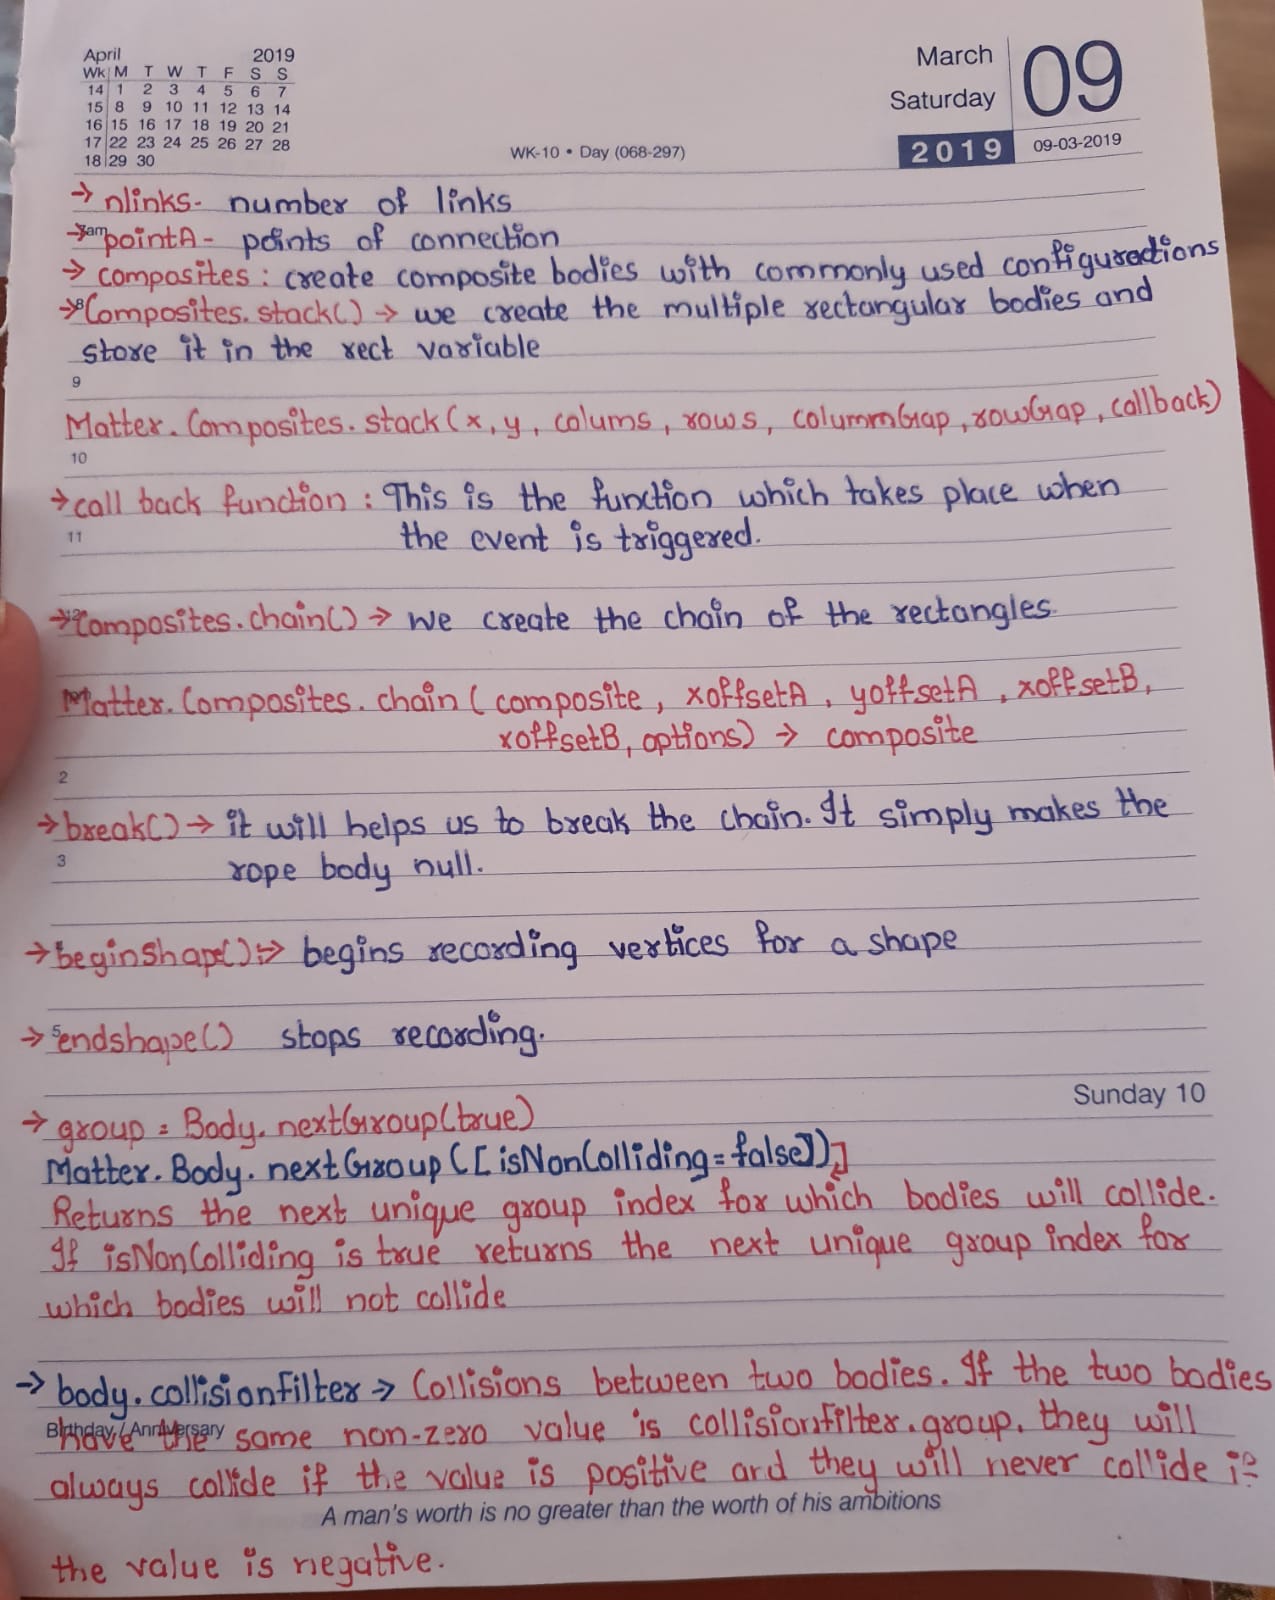 April 2019
Wk M T W T F S S
14 1 2 3 4 5 6 7
15 8 9 10 11 12 13 14
16 15 16 17 18 19 20 21
17 22 23 24 25 26 27 28
18 29 30
WK-10 • Day (068-297)
March
Saturday
2019
09
09-03-2019
→ nlinks- number of links
→ 7am pointA - points of connection
→ composites : create composite bodies with commonly used configuredions
→ 8 Composites.stack() → we create the multiple rectangular bodies and
store it in the rect variable
9
Matter.Composites.stack(x, y, colums, rows, colummGap, rowGap, callback)
10
→ call back function : This is the function which takes place when
11 the event is triggered.
→ 12 Composites.chain() → we create the chain of the rectangles
Matter.Composites.chain(composite, xoffsetA, yoffsetA, xoffsetB,
xoffsetB, options) → composite
2
→ break() → it will helps us to break the chain. It simply makes the
3 rope body null.
→ beginShape() :→ begins recording vertices for a shape
→ 5 endshape() stops recording.
Sunday 10
→ group = Body.nextGroup(true)
Matter.Body.nextGroup([isNonColliding=false])]
Returns the next unique group index for which bodies will collide.
If isNonColliding is true returns the next unique group index for
which bodies will not collide
→ body.collisionFilter → Collisions between two bodies. If the two bodies
Birthday / Anniversary
have the same non-zero value is collisionfilter.group. they will
always collide if the value is positive and they will never collide if
A man's worth is no greater than the worth of his ambitions
the value is negative.